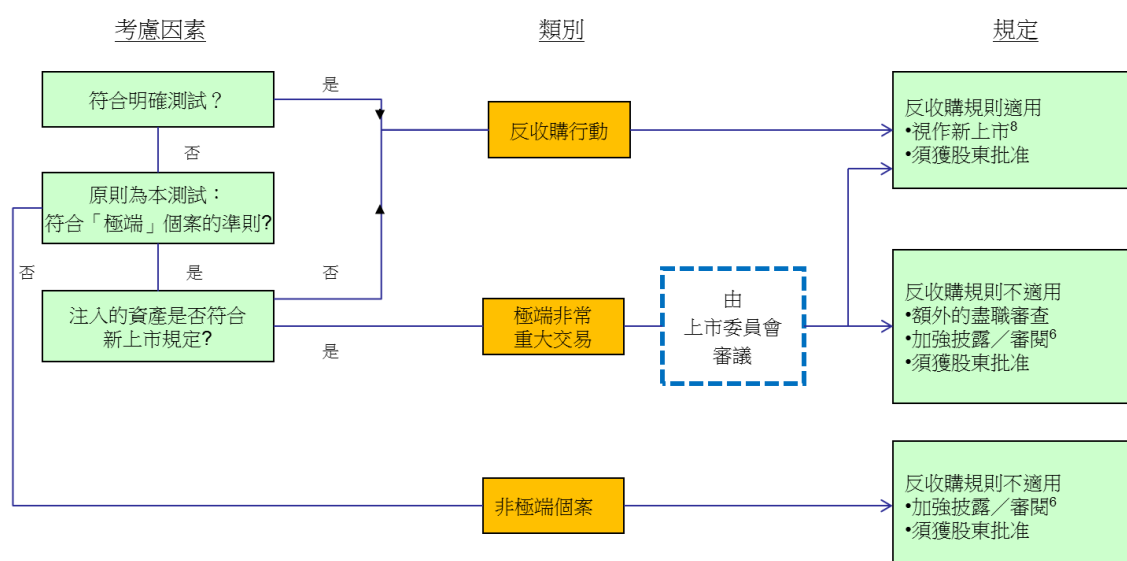 考慮因素
類別
規定
符合明確測試？
是
反收購行動
反收購規則適用
•視作新上市8
•須獲股東批准
否
原則為本測試：
符合「極端」個案的準則?
否
是
否
注入的資產是否符合
新上市規定?
是
極端非常
重大交易
由
上市委員會
審議
反收購規則不適用
•額外的盡職審查
•加強披露／審閱6
•須獲股東批准
非極端個案
反收購規則不適用
•加強披露／審閱6
•須獲股東批准